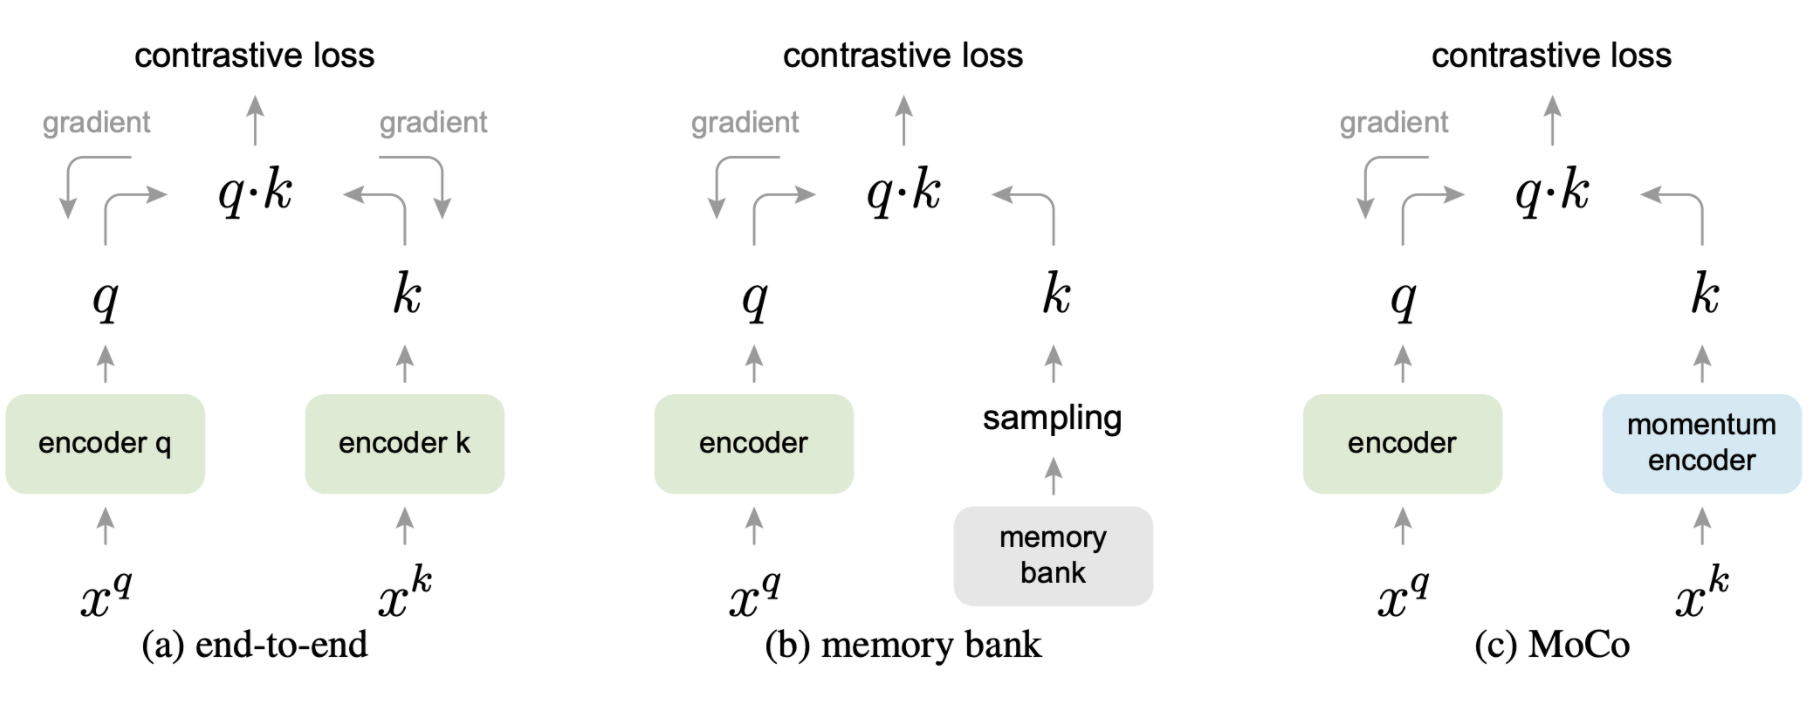 contrastive loss contrastive loss contrastive loss
gradient gradient gradient gradient
q·k q·k q·k
q k q k q k
sampling
encoder q encoder k encoder encoder momentum encoder
memory bank
x^q x^k x^q x^q x^k
(a) end-to-end (b) memory bank (c) MoCo